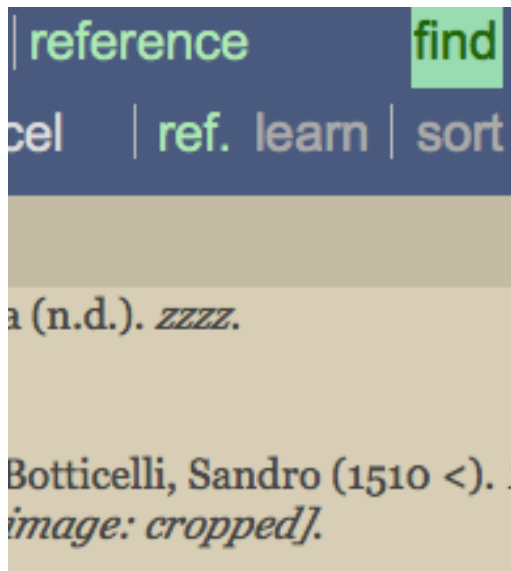 reference find
cel ref. learn sort
a (n.d.). zzzz.
Botticelli, Sandro (1510 <).
image: cropped].